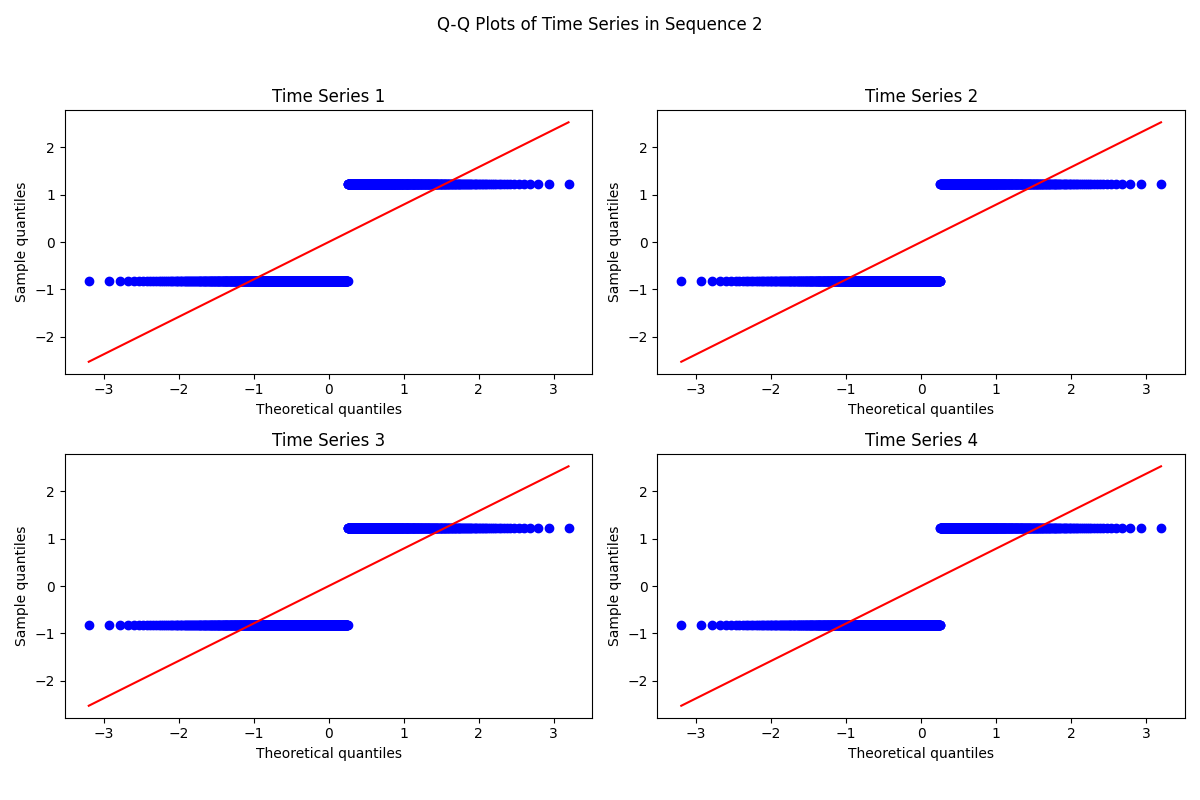 Q-Q Plots of Time Series in Sequence 2
Time Series 1
Sample quantiles
2
1
0
−1
−2
−3 −2 −1 0 1 2 3
Theoretical quantiles
Time Series 2
Sample quantiles
2
1
0
−1
−2
−3 −2 −1 0 1 2 3
Theoretical quantiles
Time Series 3
Sample quantiles
2
1
0
−1
−2
−3 −2 −1 0 1 2 3
Theoretical quantiles
Time Series 4
Sample quantiles
2
1
0
−1
−2
−3 −2 −1 0 1 2 3
Theoretical quantiles